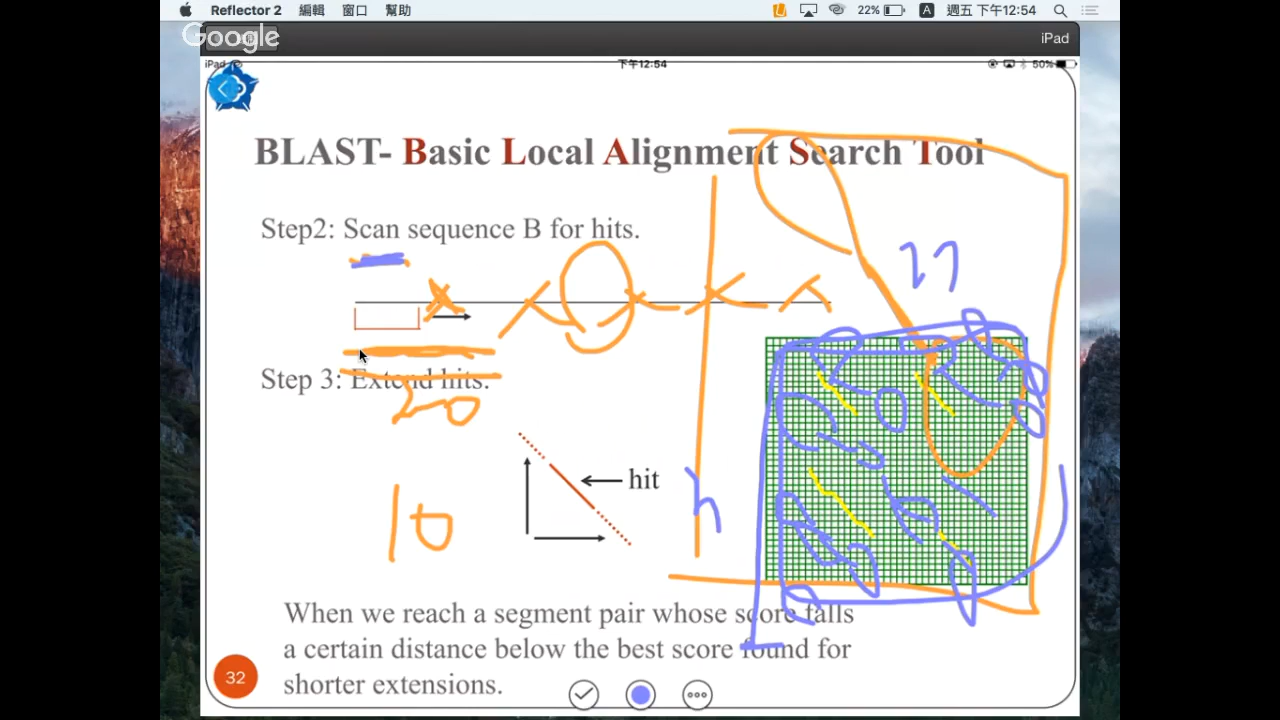 Reflector 2 編輯 窗口 幫助 22% A 週五 下午12:54
Google
iPad
iPad 下午12:54 50%
BLAST- Basic Local Alignment Search Tool
Step2: Scan sequence B for hits.
Step 3: Extend hits.
20
hit
h
10
When we reach a segment pair whose score falls
a certain distance below the best score found for
shorter extensions.
32